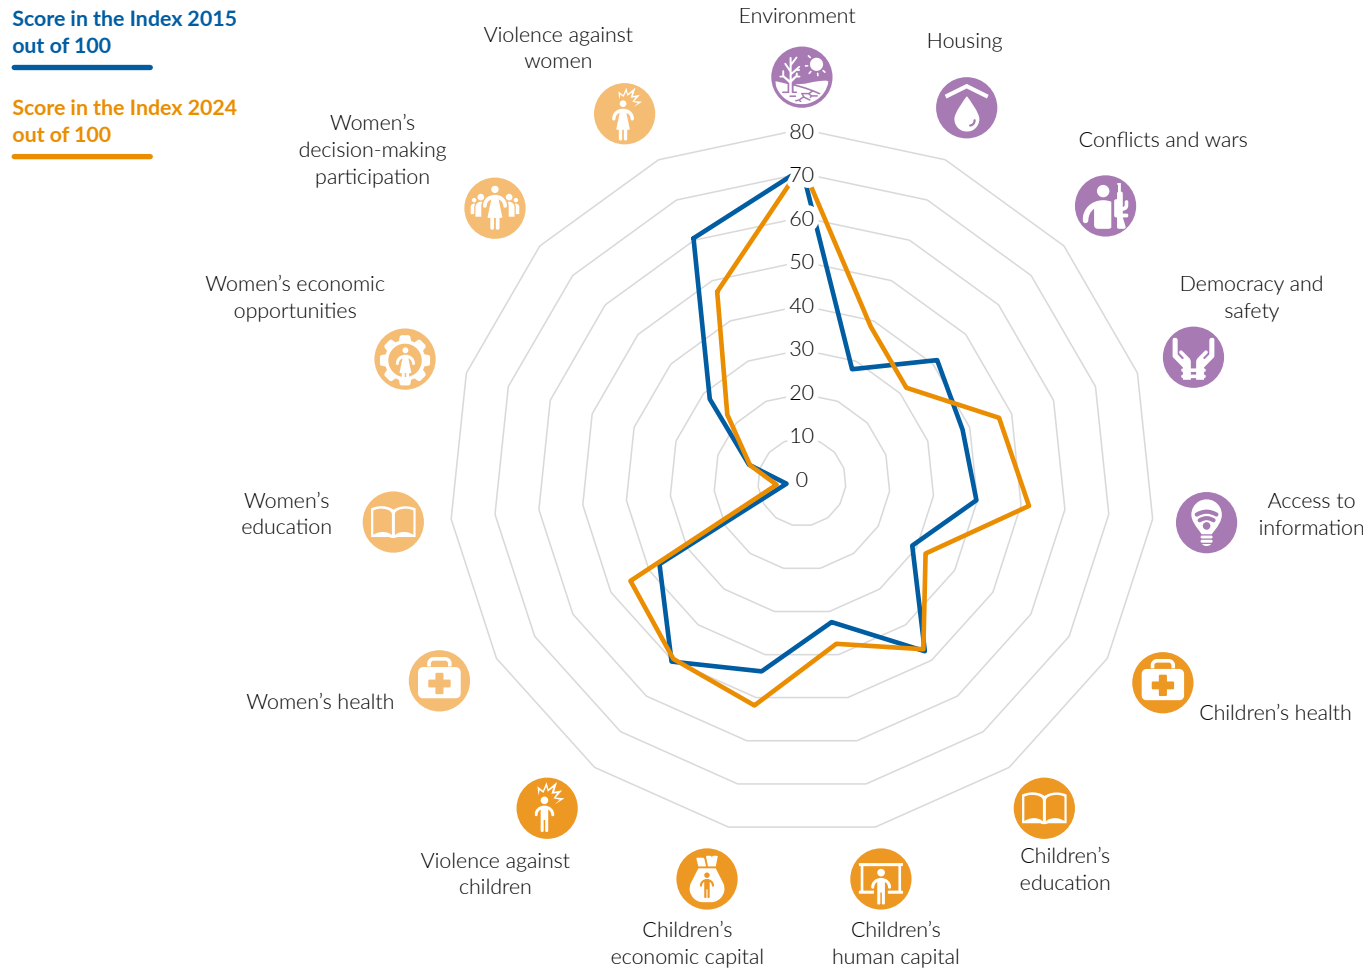 Score in the Index 2015
out of 100
Score in the Index 2024
out of 100
Environment
Housing
Conflicts and wars
Democracy and
safety
Access to
information
Children’s health
Children’s
education
Children’s
human capital
Children’s
economic capital
Violence against
children
Women’s health
Women’s
education
Women’s economic
opportunities
Women’s
decision-making
participation
Violence against
women
80
70
60
50
40
30
20
10
0